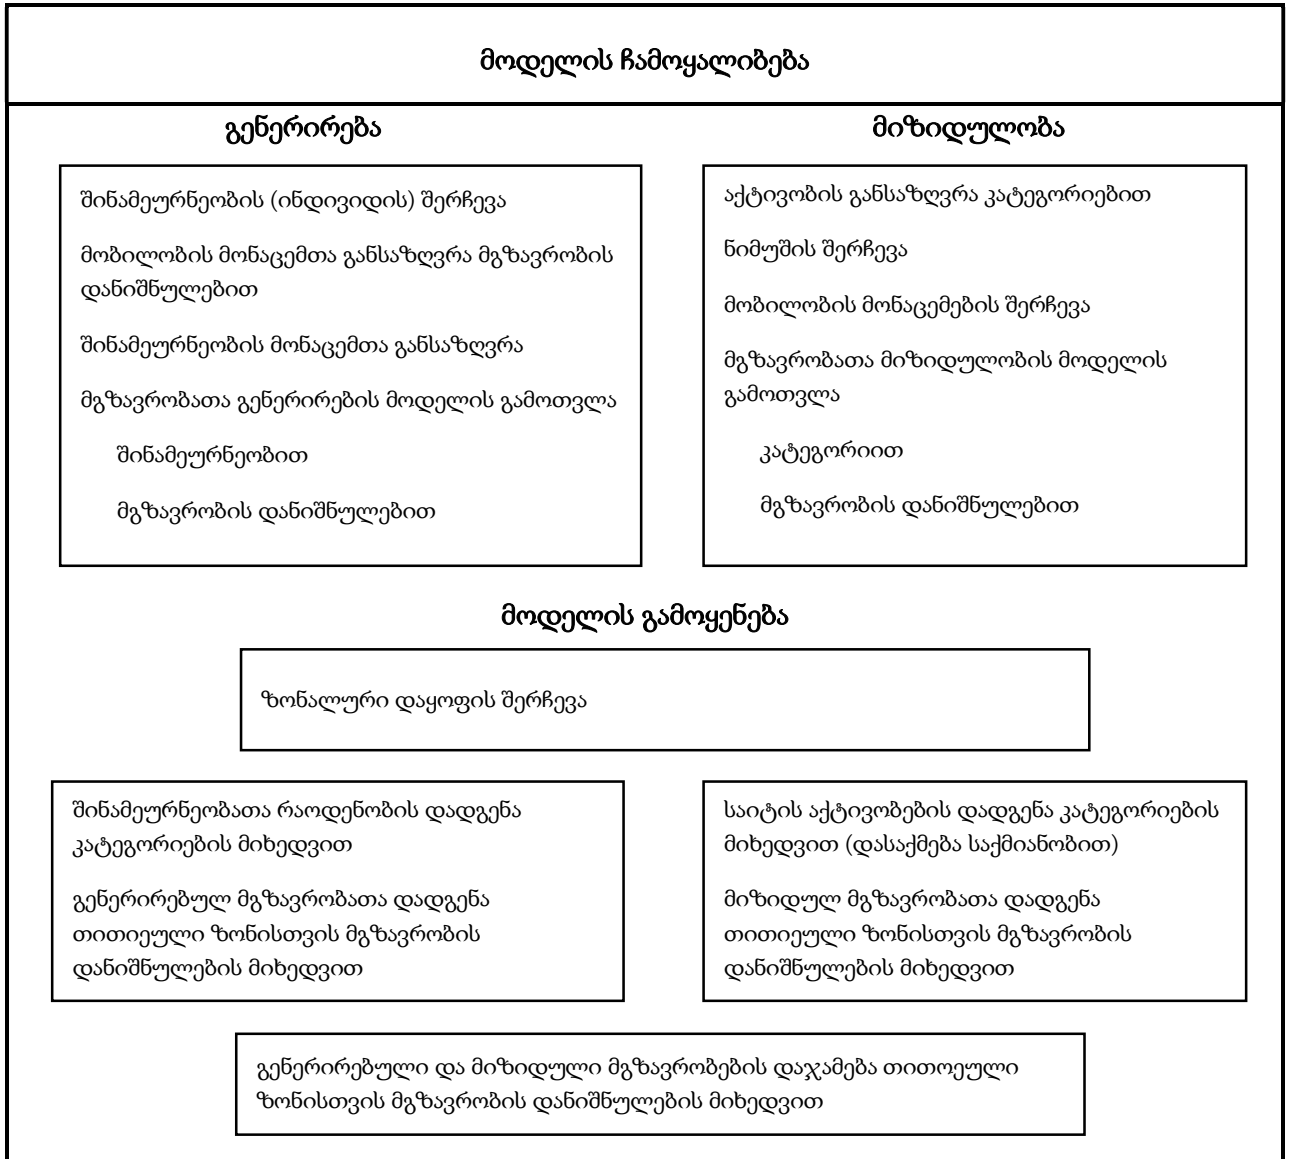 მოდელის ჩამოყალიბება
გენერირება
შინამეურნეობის (ინდივიდის) შერჩევა
მობილობის მონაცემთა განსაზღვრა მგზავრობის
დანიშნულებით
შინამეურნეობის მონაცემთა განსაზღვრა
მგზავრობათა გენერირების მოდელის გამოთვლა
შინამეურნეობით
მგზავრობის დანიშნულებით
მიზიდულობა
აქტივობის განსაზღვრა კატეგორიებით
ნიმუშის შერჩევა
მობილობის მონაცემების შერჩევა
მგზავრობათა მიზიდულობის მოდელის
გამოთვლა
კატეგორიით
მგზავრობის დანიშნულებით
მოდელის გამოყენება
ზონალური დაყოფის შერჩევა
შინამეურნეობათა რაოდენობის დადგენა
კატეგორიების მიხედვით
გენერირებულ მგზავრობათა დადგენა
თითიეული ზონისთვის მგზავრობის
დანიშნულების მიხედვით
საიტის აქტივობების დადგენა კატეგორიების
მიხედვით (დასაქმება საქმიანობით)
მიზიდულ მგზავრობათა დადგენა
თითიეული ზონისთვის მგზავრობის
დანიშნულების მიხედვით
გენერირებული და მიზიდული მგზავრობების დაჯამება თითოეული
ზონისთვის მგზავრობის დანიშნულების მიხედვით